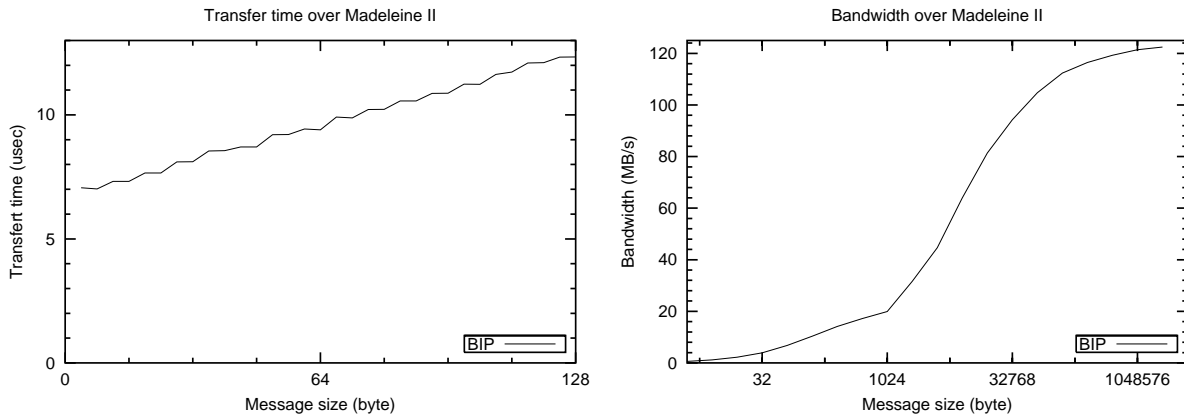 Transfer time over Madeleine II
Transfert time (usec)
10
5
0
0 64 128
Message size (byte)
BIP
Bandwidth over Madeleine II
Bandwidth (MB/s)
120
100
80
60
40
20
0
32 1024 32768 1048576
Message size (byte)
BIP